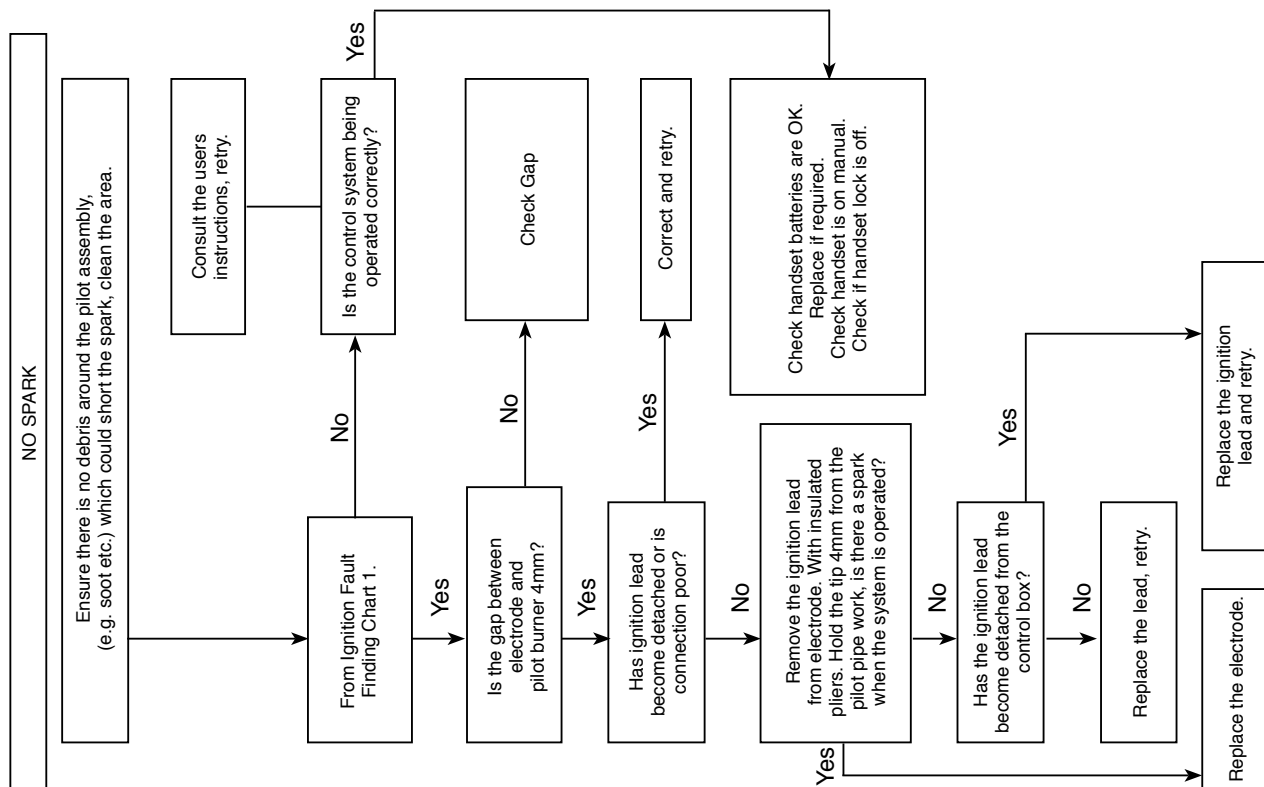 NO SPARK
Ensure there is no debris around the pilot assembly,
(e.g. soot etc.) which could short the spark, clean the area.
Consult the users
instructions, retry.
From Ignition Fault
Finding Chart 1.
No
Is the control system being
operated correctly?
Yes
Yes
Is the gap between
electrode and
pilot burner 4mm?
No
Check Gap
Yes
Has ignition lead
become detached or is
connection poor?
Yes
Correct and retry.
No
Remove the ignition lead
from electrode. With insulated
pliers. Hold the tip 4mm from the
pilot pipe work, is there a spark
when the system is operated?
Check handset batteries are OK.
Replace if required.
Check handset is on manual.
Check if handset lock is off.
Yes
No
Has the ignition lead
become detached from the
control box?
Yes
No
Replace the lead, retry.
Replace the electrode.
Replace the ignition
lead and retry.